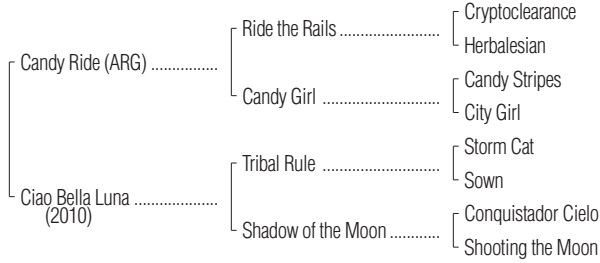 Cryptoclearance
Ride the Rails ....................
Herbalesian
Candy Ride (ARG) .............
Candy Stripes
Candy Girl .......................
City Girl
Storm Cat
Tribal Rule .......................
Sown
Ciao Bella Luna ................
(2010)
Conquistador Cielo
Shadow of the Moon ..........
Shooting the Moon